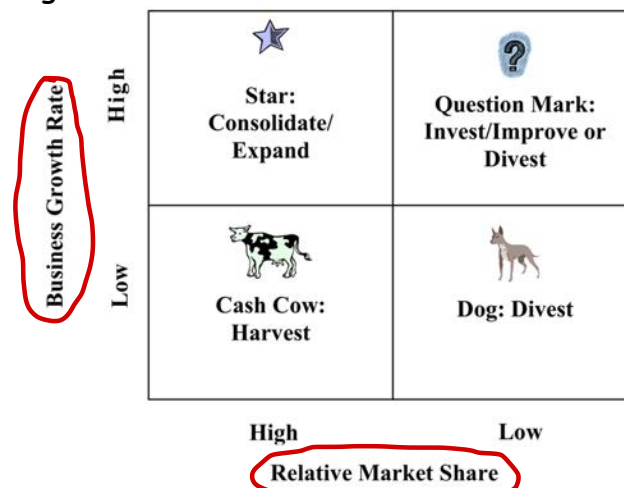 Star:
Consolidate/
Expand
?
Question Mark:
Invest/Improve or
Divest
Business Growth Rate
High
Low
Cash Cow:
Harvest
Dog: Divest
High
Low
Relative Market Share